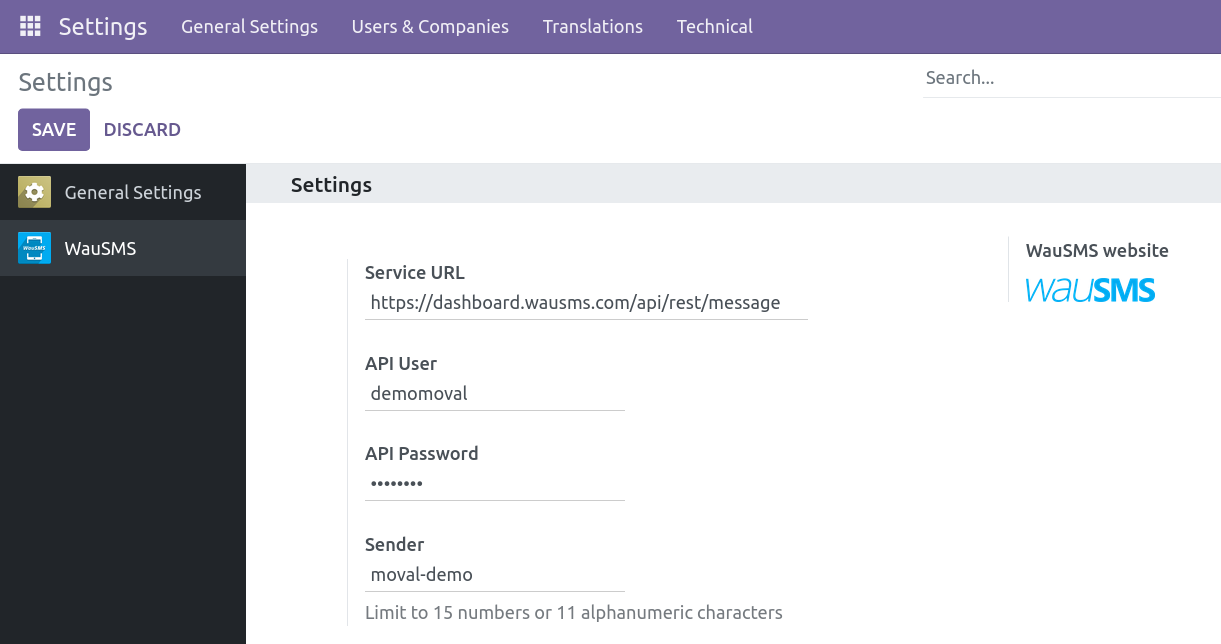 Settings General Settings Users & Companies Translations Technical
Settings
Search...
SAVE DISCARD
General Settings
WauSMS
WauSMS
Settings
Service URL
https://dashboard.wausms.com/api/rest/message
API User
demomoval
API Password
••••••••
Sender
moval-demo
Limit to 15 numbers or 11 alphanumeric characters
WauSMS website
wauSMS